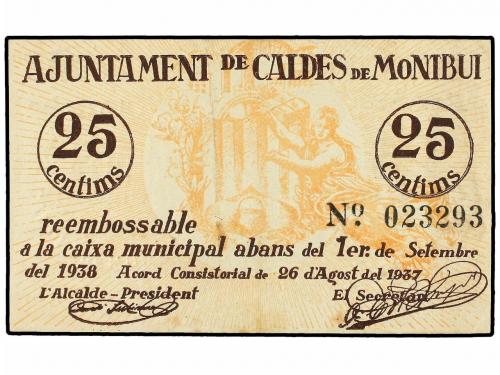 AJUNTAMENT DE CALDES DE MONTBUI
25 centims
25 centims
reembossable
Nº 023293
a la caixa municipal abans del 1er. de Setembre
del 1938 Acord Consistorial de 26 d'Agost del 1937
L'Alcalde-President
El Secretari